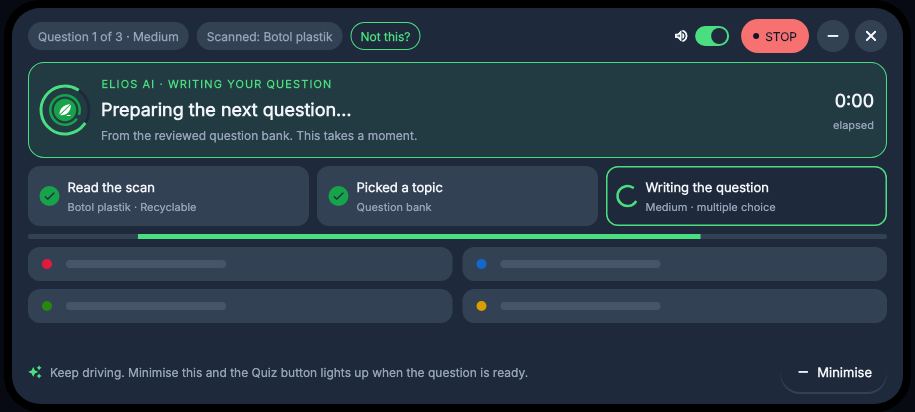 Question 1 of 3 · Medium
Scanned: Botol plastik
Not this?
STOP
ELIOS AI · WRITING YOUR QUESTION
Preparing the next question...
From the reviewed question bank. This takes a moment.
0:00
elapsed
Read the scan
Botol plastik · Recyclable
Picked a topic
Question bank
Writing the question
Medium · multiple choice
Keep driving. Minimise this and the Quiz button lights up when the question is ready.
Minimise